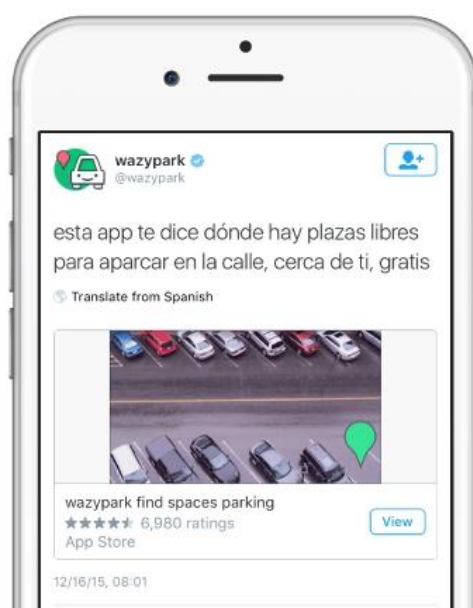 wazypark
@wazypark
esta app te dice dónde hay plazas libres
para aparcar en la calle, cerca de ti, gratis
Translate from Spanish
wazypark find spaces parking
6,980 ratings
View
App Store
12/16/15, 08:01